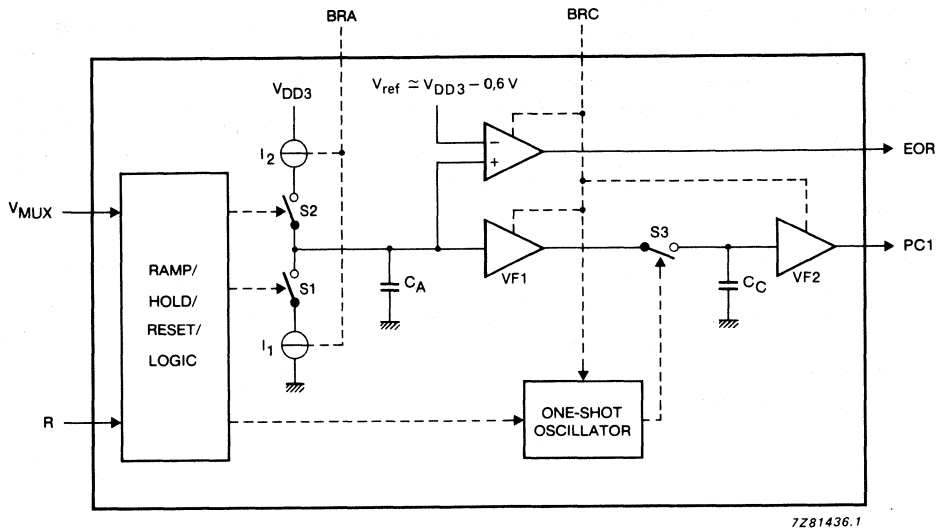 BRA
BRC
V_DD3
V_ref ≃ V_DD3 − 0,6 V
I_2
−
+
EOR
V_MUX
S2
RAMP/
HOLD/
RESET/
LOGIC
S1
C_A
VF1
S3
C_C
VF2
PC1
I_1
R
ONE-SHOT
OSCILLATOR
7Z81436.1